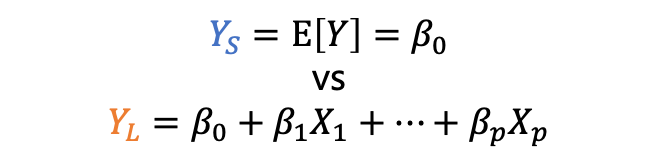 Y_S = E[Y] = β_0
vs
Y_L = β_0 + β_1X_1 + ⋯ + β_pX_p